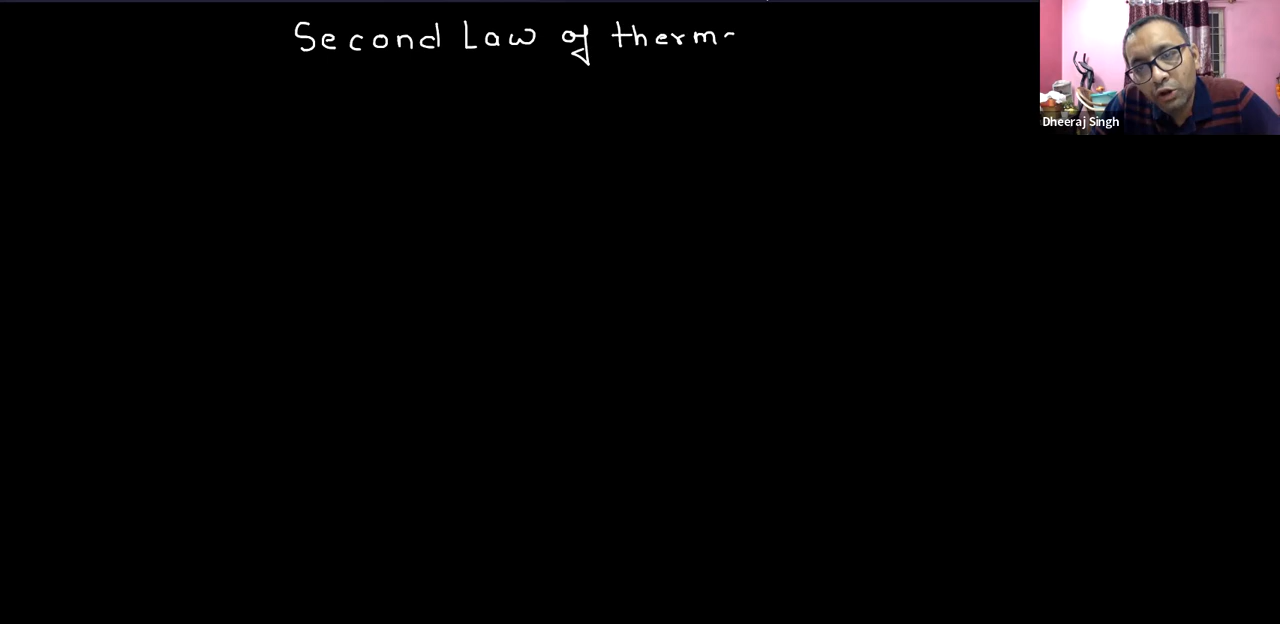 Second Law of therm-
Dheeraj Singh